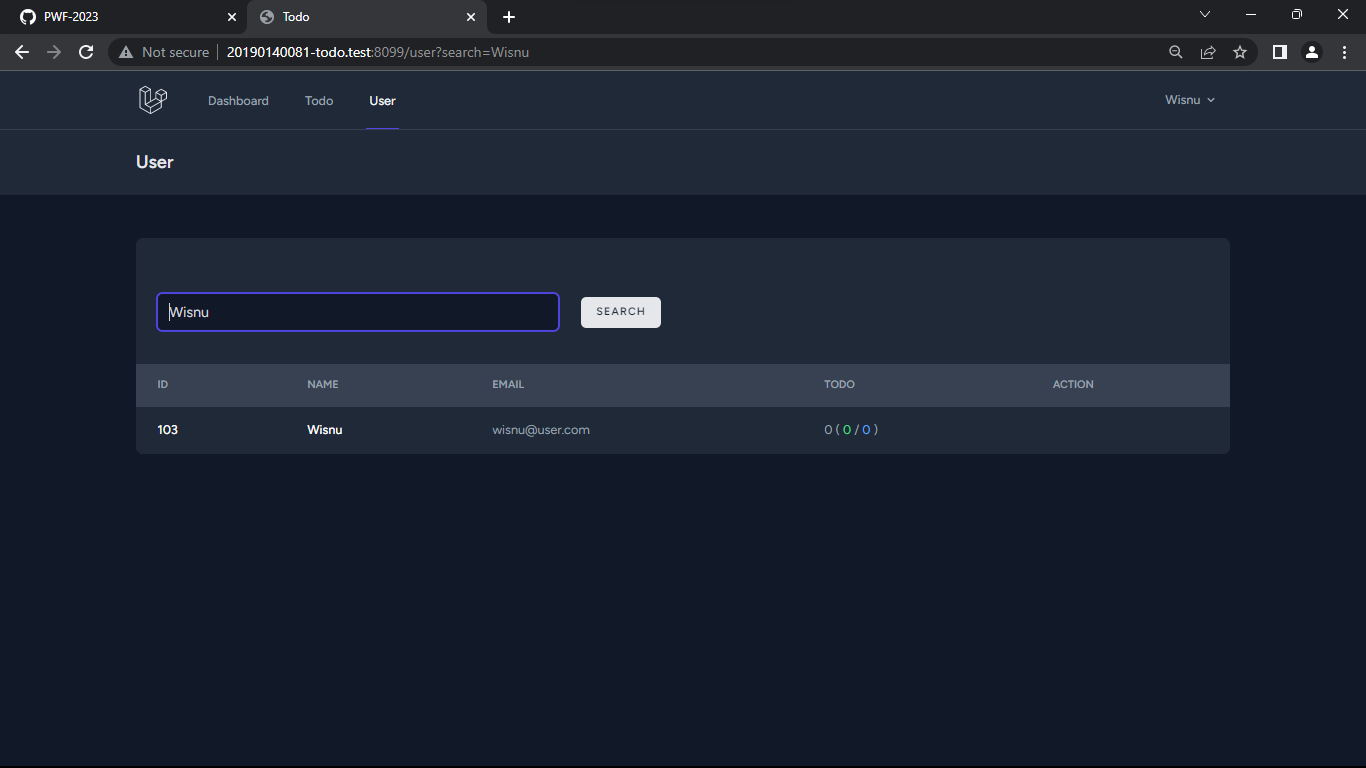 PWF-2023
Todo
Not secure 20190140081-todo.test:8099/user?search=Wisnu
Dashboard Todo User Wisnu
User
Wisnu SEARCH
ID NAME EMAIL TODO ACTION
103 Wisnu wisnu@user.com 0 ( 0 / 0 )